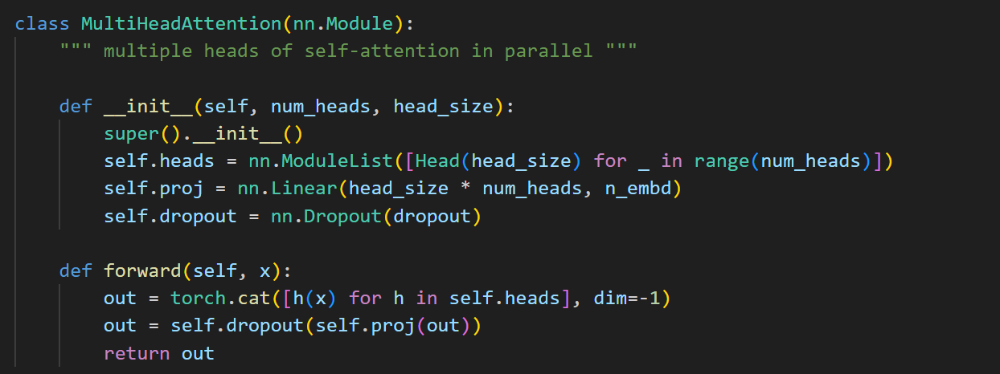 class MultiHeadAttention(nn.Module):
    """ multiple heads of self-attention in parallel """

    def __init__(self, num_heads, head_size):
        super().__init__()
        self.heads = nn.ModuleList([Head(head_size) for _ in range(num_heads)])
        self.proj = nn.Linear(head_size * num_heads, n_embd)
        self.dropout = nn.Dropout(dropout)

    def forward(self, x):
        out = torch.cat([h(x) for h in self.heads], dim=-1)
        out = self.dropout(self.proj(out))
        return out